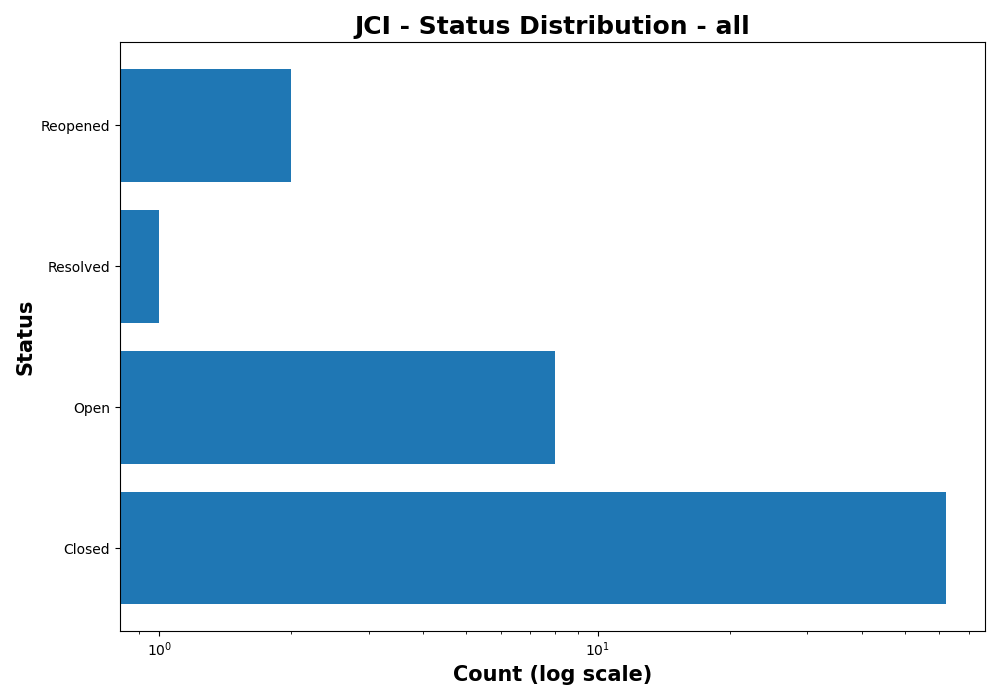 JCI - Status Distribution - all
Status
Reopened
Resolved
Open
Closed
10⁰
10¹
Count (log scale)